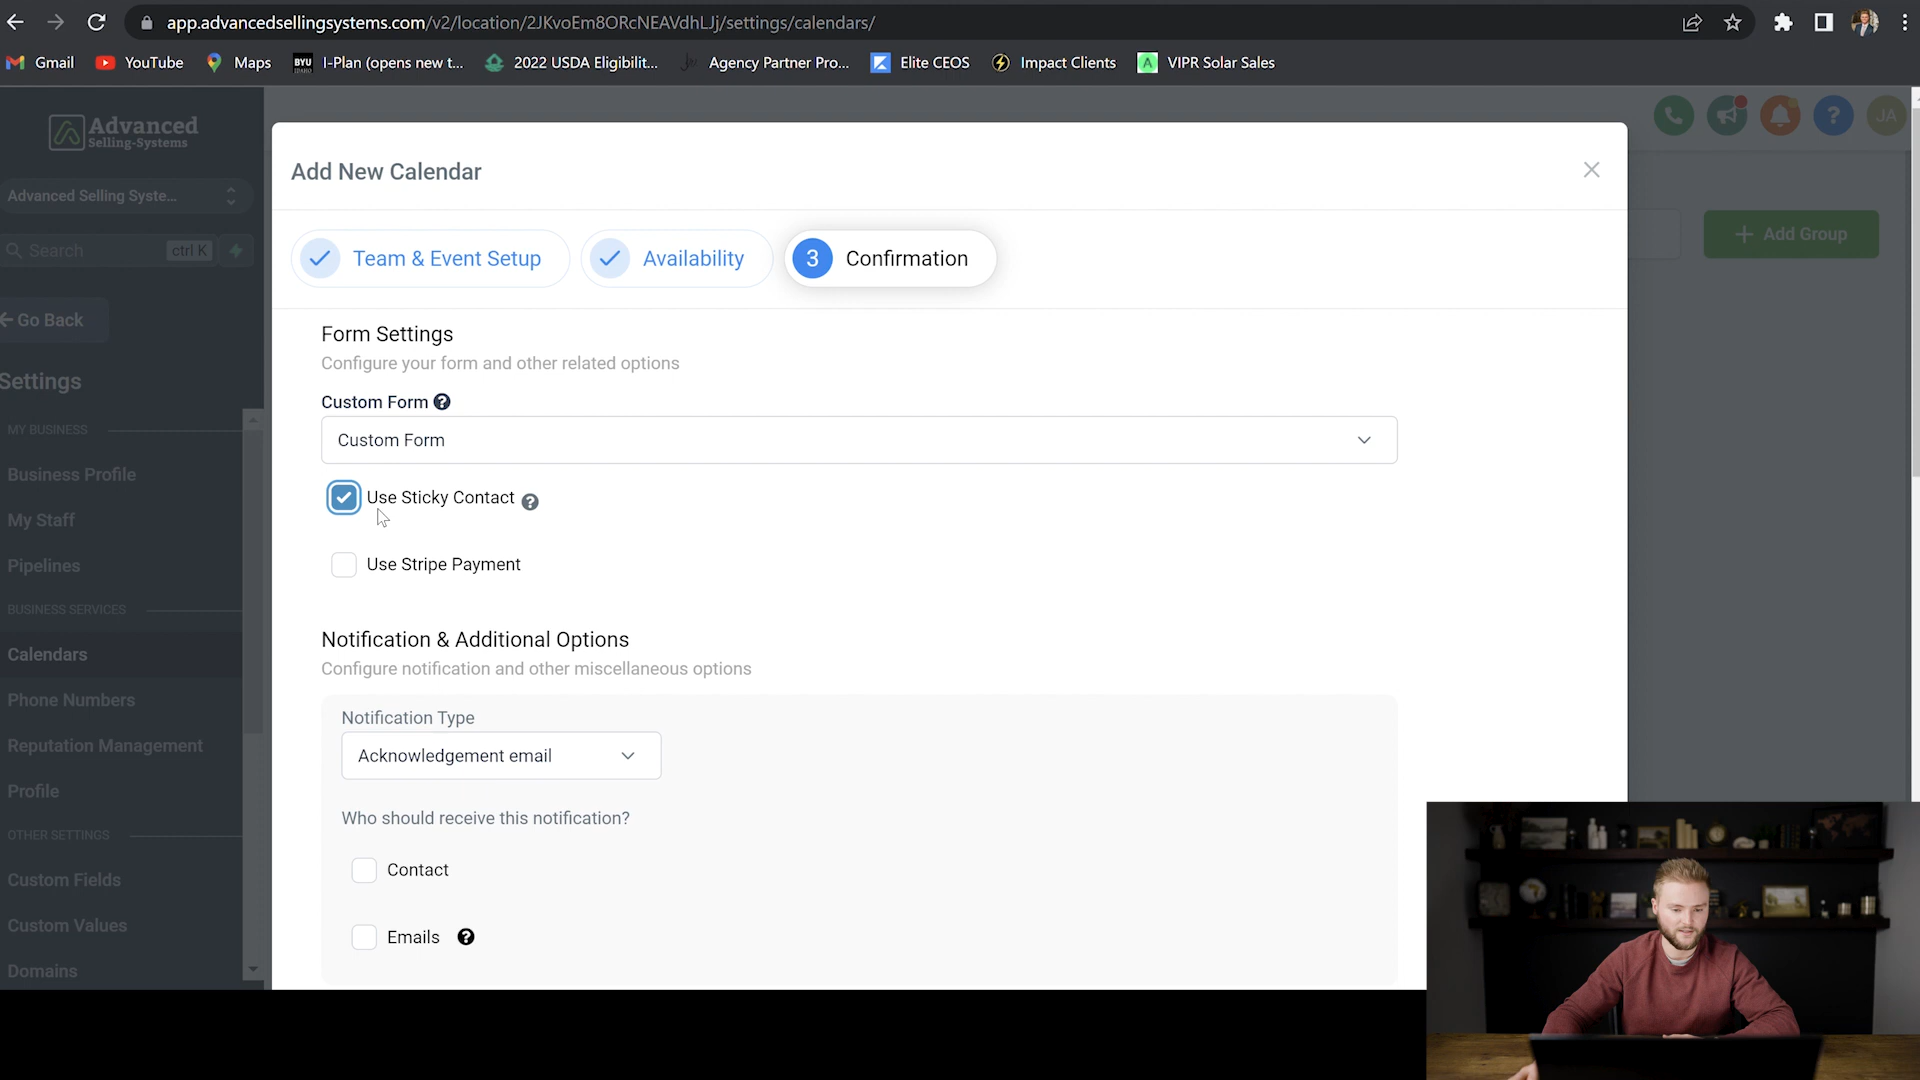 app.advancedsellingsystems.com/v2/location/2JKvoEm8ORcNEAVdhLJj/settings/calendars/
Gmail YouTube Maps BYU IDAHO I-Plan (opens new t... 2022 USDA Eligibilit... Agency Partner Pro... Elite CEOS Impact Clients A VIPR Solar Sales
Advanced
Selling-Systems
? JA
Add New Calendar
Advanced Selling Syste...
Search ctrl K
+ Add Group
Team & Event Setup Availability 3 Confirmation
Go Back
Form Settings
Configure your form and other related options
Settings
Custom Form ?
MY BUSINESS
Custom Form
Business Profile
Use Sticky Contact ?
My Staff
Pipelines
Use Stripe Payment
BUSINESS SERVICES
Notification & Additional Options
Calendars
Configure notification and other miscellaneous options
Phone Numbers
Notification Type
Reputation Management
Acknowledgement email
Profile
Who should receive this notification?
OTHER SETTINGS
Contact
Custom Fields
Custom Values
Emails ?
Domains